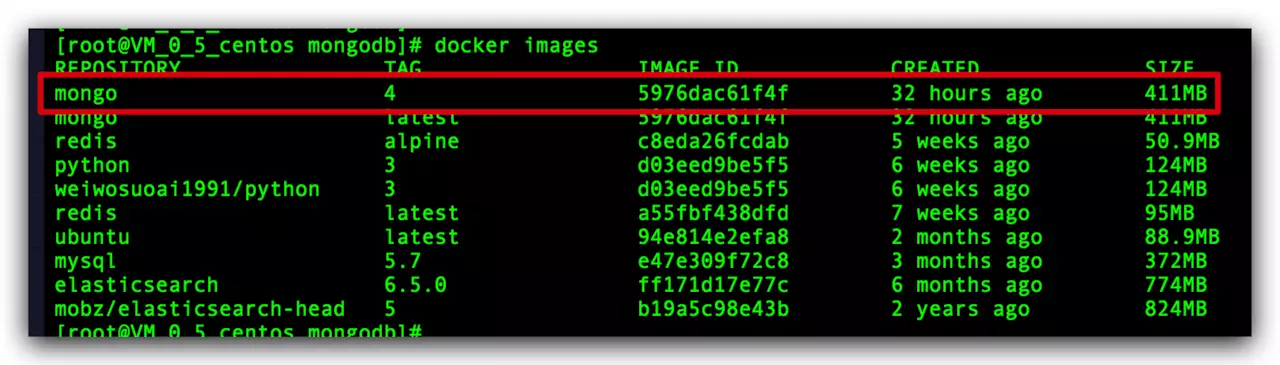 [root@VM_0_5_centos mongodb]# docker images
REPOSITORY TAG IMAGE ID CREATED SIZE
mongo 4 5976dac61f4f 32 hours ago 411MB
mongo latest 5976dac61f4f 32 hours ago 411MB
redis alpine c8eda26fcdab 5 weeks ago 50.9MB
python 3 d03eed9be5f5 6 weeks ago 124MB
weiwosuoai1991/python 3 d03eed9be5f5 6 weeks ago 124MB
redis latest a55fbf438dfd 7 weeks ago 95MB
ubuntu latest 94e814e2efa8 2 months ago 88.9MB
mysql 5.7 e47e309f72c8 3 months ago 372MB
elasticsearch 6.5.0 ff171d17e77c 6 months ago 774MB
mobz/elasticsearch-head 5 b19a5c98e43b 2 years ago 824MB
[root@VM_0_5_centos mongodb]#